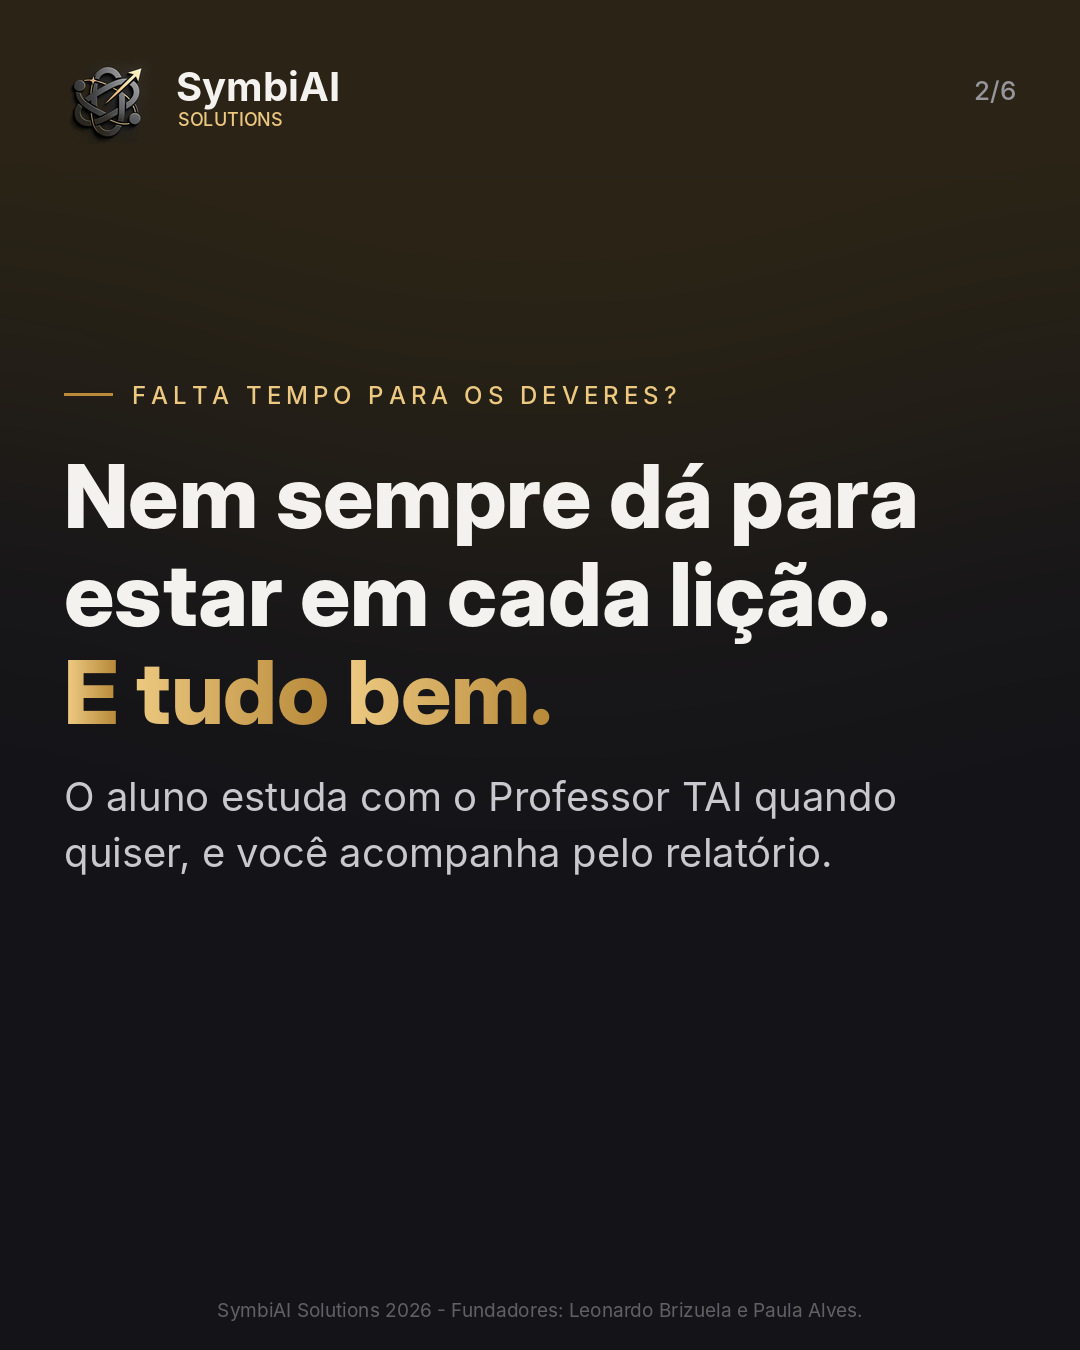 SymbiAI
SOLUTIONS
2/6
FALTA TEMPO PARA OS DEVERES?
Nem sempre dá para
estar em cada lição.
E tudo bem.
O aluno estuda com o Professor TAI quando
quiser, e você acompanha pelo relatório.
SymbiAI Solutions 2026 - Fundadores: Leonardo Brizuela e Paula Alves.